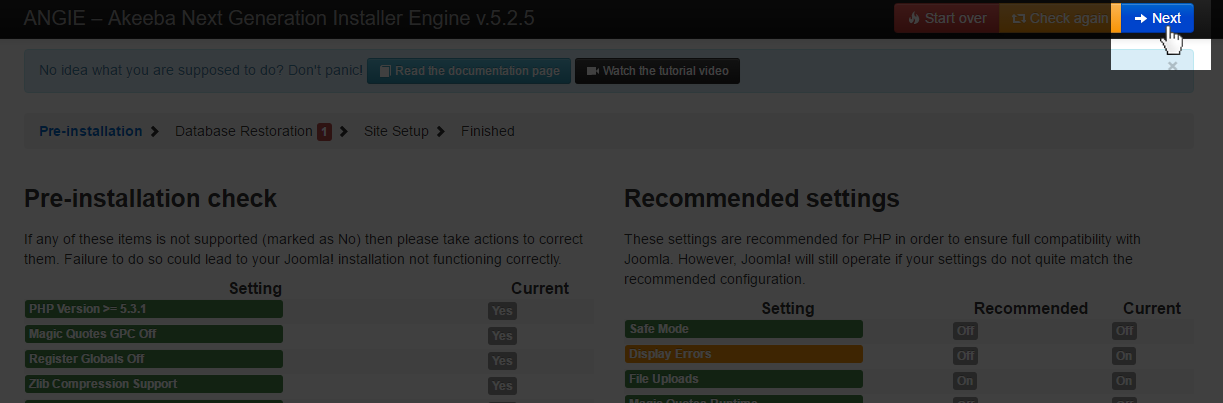 ANGIE – Akeeba Next Generation Installer Engine v.5.2.5
Start over
Check again
Next
No idea what you are supposed to do? Don't panic!
Read the documentation page
Watch the tutorial video
×
Pre-installation
Database Restoration 1
Site Setup
Finished
Pre-installation check
If any of these items is not supported (marked as No) then please take actions to correct
them. Failure to do so could lead to your Joomla! installation not functioning correctly.
Setting Current
PHP Version >= 5.3.1 Yes
Magic Quotes GPC Off Yes
Register Globals Off Yes
Zlib Compression Support Yes
Recommended settings
These settings are recommended for PHP in order to ensure full compatibility with
Joomla. However, Joomla! will still operate if your settings do not quite match the
recommended configuration.
Setting Recommended Current
Safe Mode Off Off
Display Errors Off On
File Uploads On On
Magic Quotes Runtime